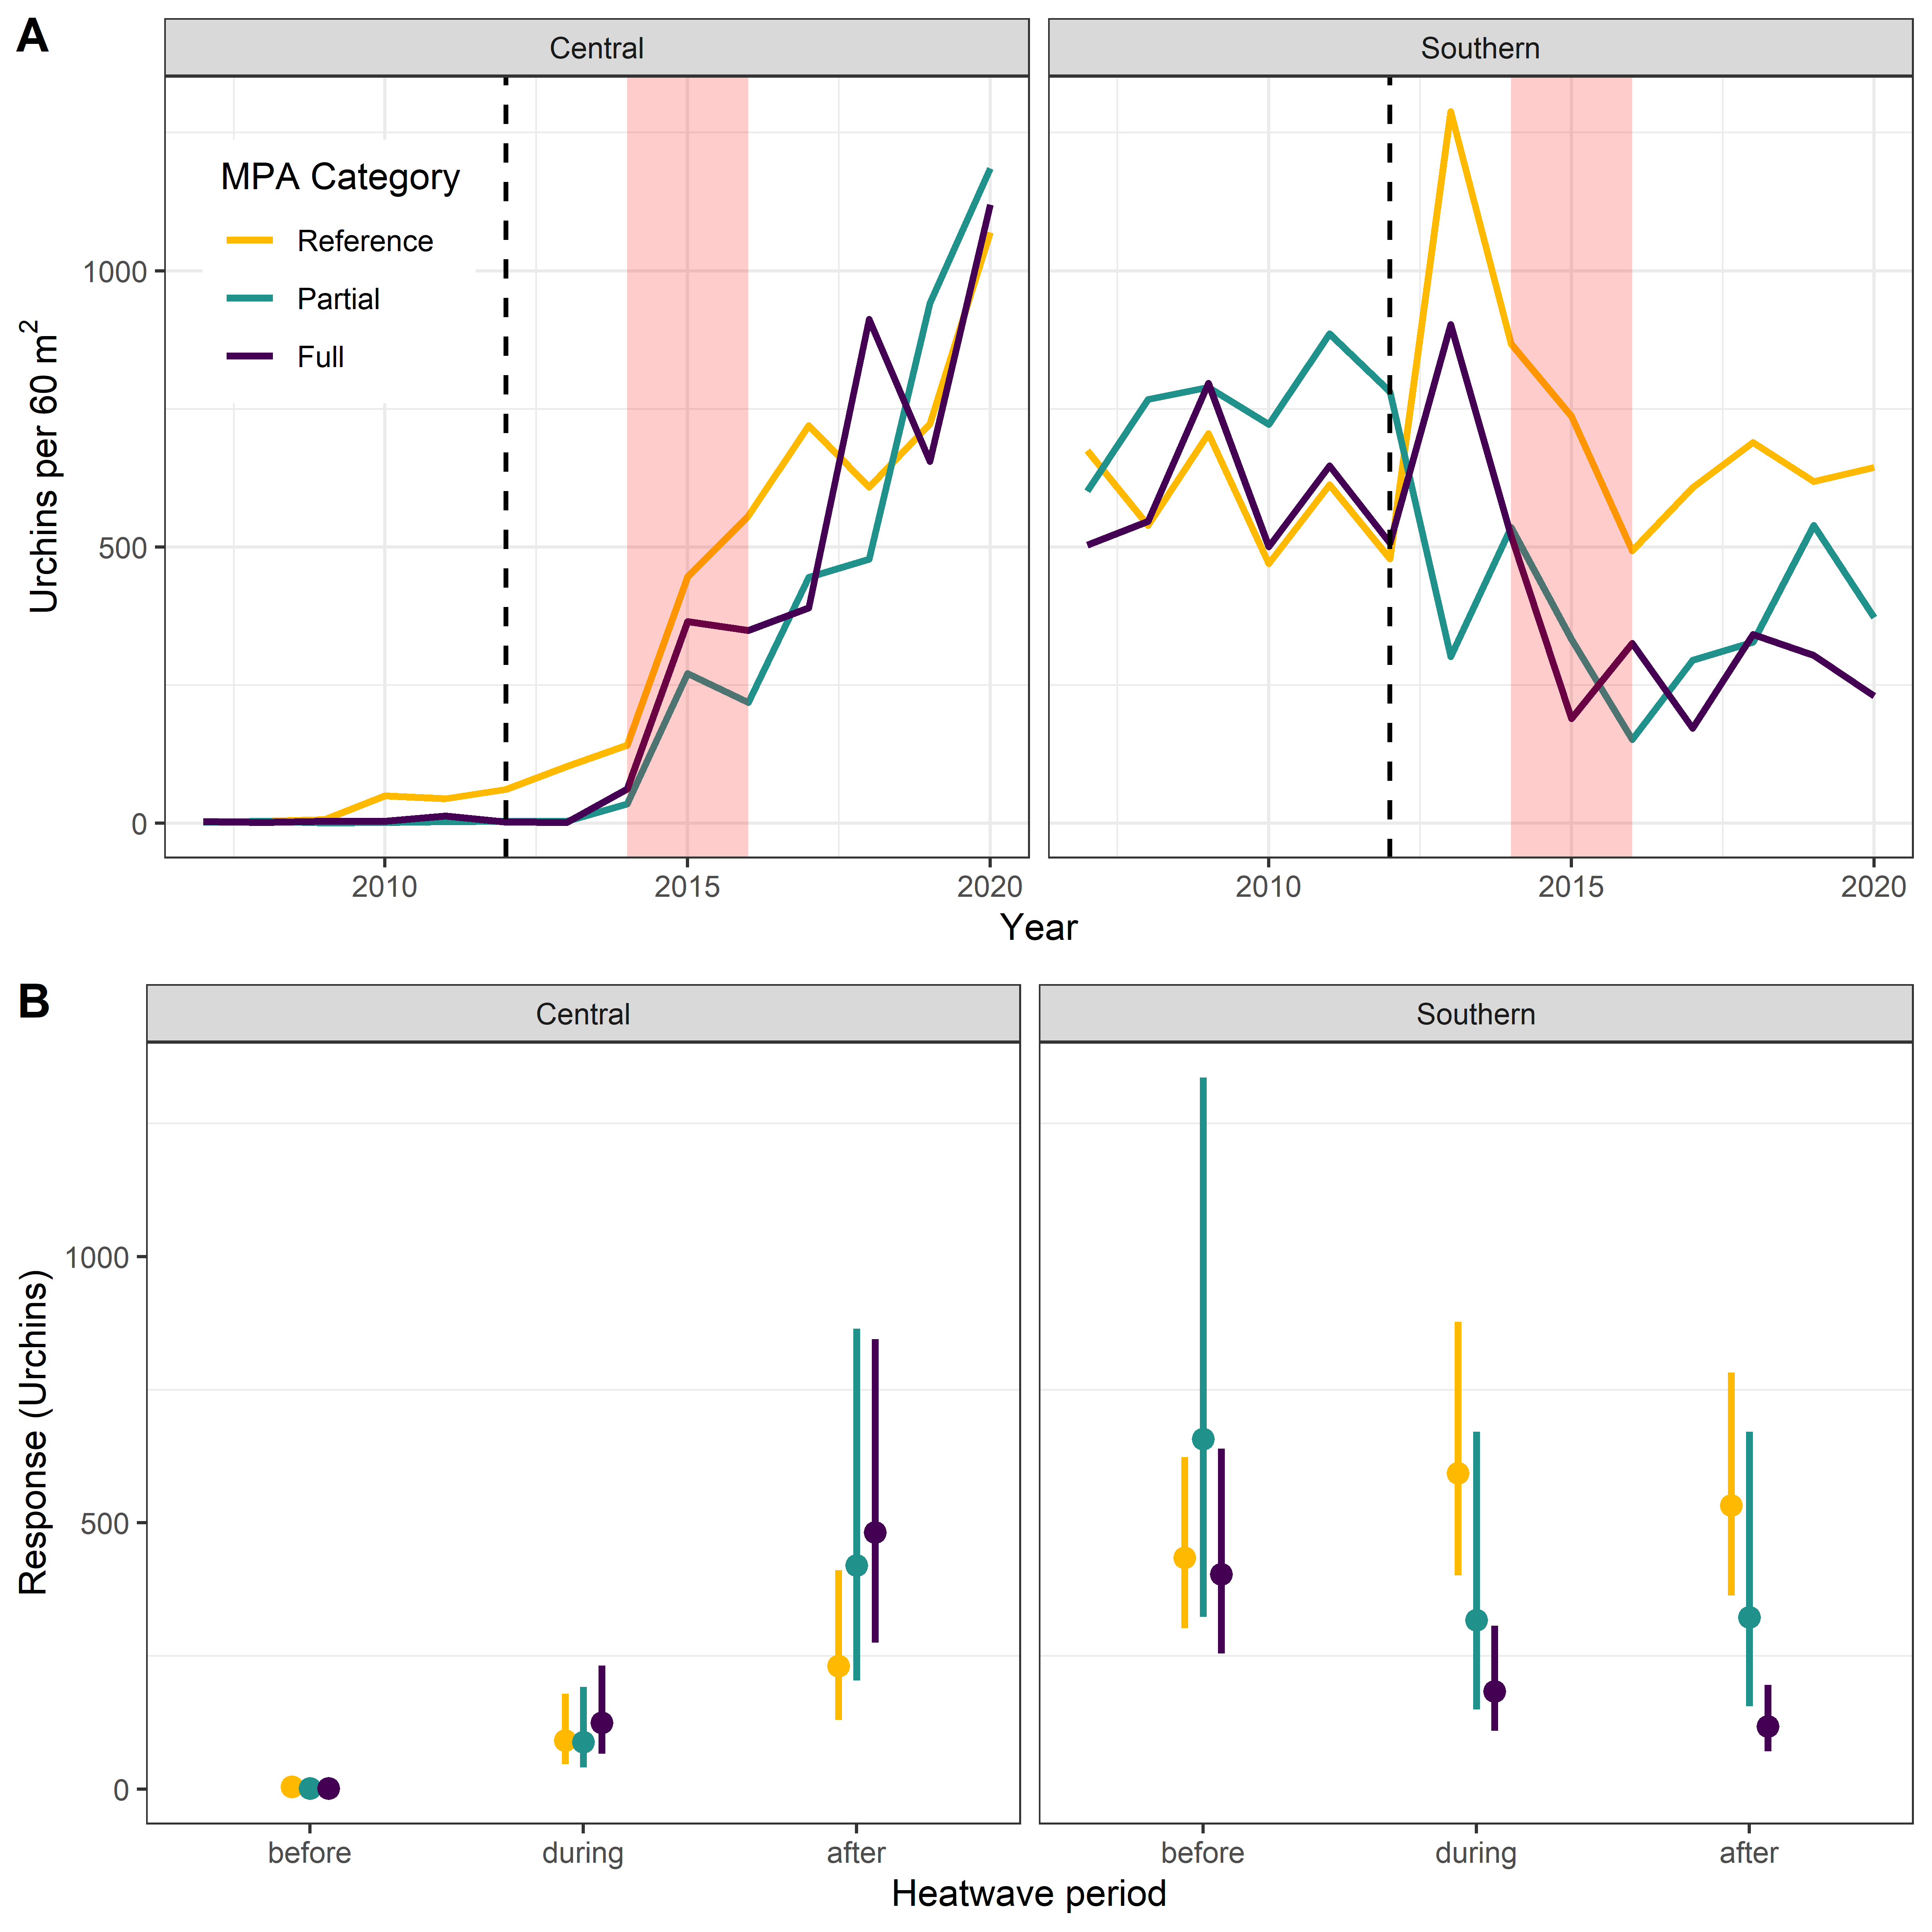 A
Central
Southern
MPA Category
Reference
Partial
Full
Urchins per 60 m²
1000
500
0
2010
2015
2020
2010
2015
2020
Year
B
Central
Southern
Response (Urchins)
1000
500
0
before
during
after
before
during
after
Heatwave period